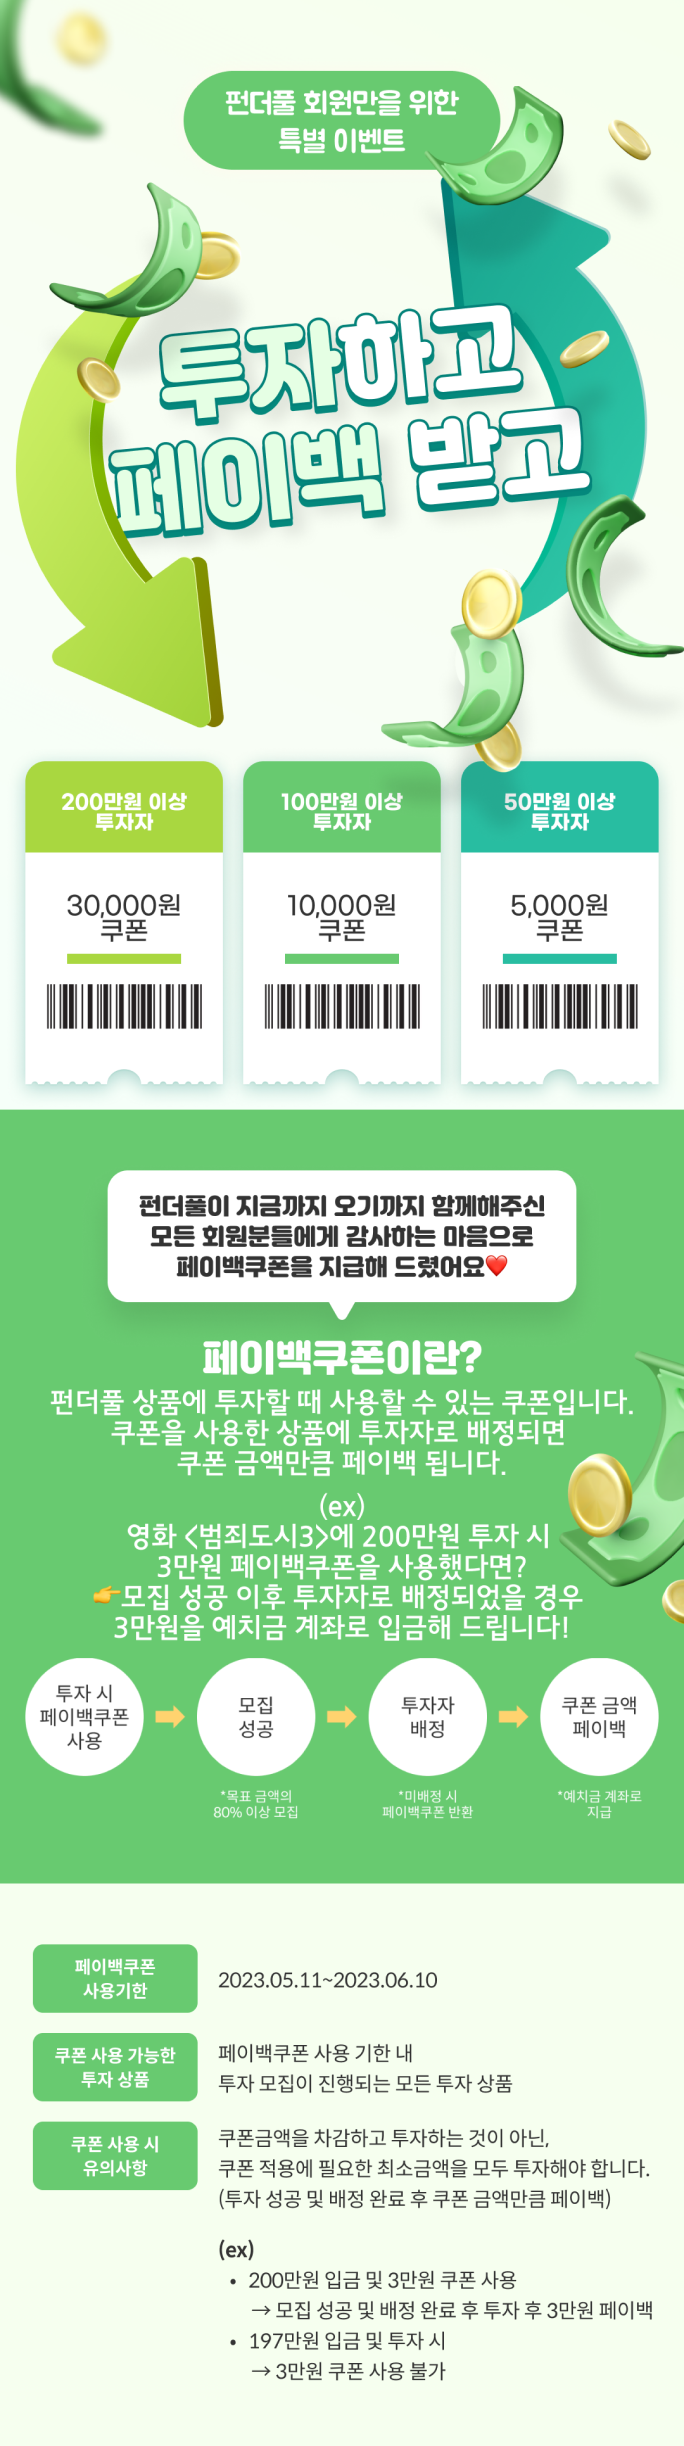 펀더풀 회원만을 위한
특별 이벤트
투자하고
페이백 받고
200만원 이상
투자자
30,000원
쿠폰
100만원 이상
투자자
10,000원
쿠폰
50만원 이상
투자자
5,000원
쿠폰
펀더풀이 지금까지 오기까지 함께해주신
모든 회원분들에게 감사하는 마음으로
페이백쿠폰을 지급해 드렸어요❤️
페이백쿠폰이란?
펀더풀 상품에 투자할 때 사용할 수 있는 쿠폰입니다.
쿠폰을 사용한 상품에 투자자로 배정되면
쿠폰 금액만큼 페이백 됩니다.
(ex)
영화 <범죄도시3>에 200만원 투자 시
3만원 페이백쿠폰을 사용했다면?
👉모집 성공 이후 투자자로 배정되었을 경우
3만원을 예치금 계좌로 입금해 드립니다!
투자 시
페이백쿠폰
사용
모집
성공
*목표 금액의
80% 이상 모집
투자자
배정
*미배정 시
페이백쿠폰 반환
쿠폰 금액
페이백
*예치금 계좌로
지급
페이백쿠폰
사용기한
2023.05.11~2023.06.10
쿠폰 사용 가능한
투자 상품
페이백쿠폰 사용 기한 내
투자 모집이 진행되는 모든 투자 상품
쿠폰 사용 시
유의사항
쿠폰금액을 차감하고 투자하는 것이 아닌,
쿠폰 적용에 필요한 최소금액을 모두 투자해야 합니다.
(투자 성공 및 배정 완료 후 쿠폰 금액만큼 페이백)
(ex)
• 200만원 입금 및 3만원 쿠폰 사용
→ 모집 성공 및 배정 완료 후 투자 후 3만원 페이백
• 197만원 입금 및 투자 시
→ 3만원 쿠폰 사용 불가